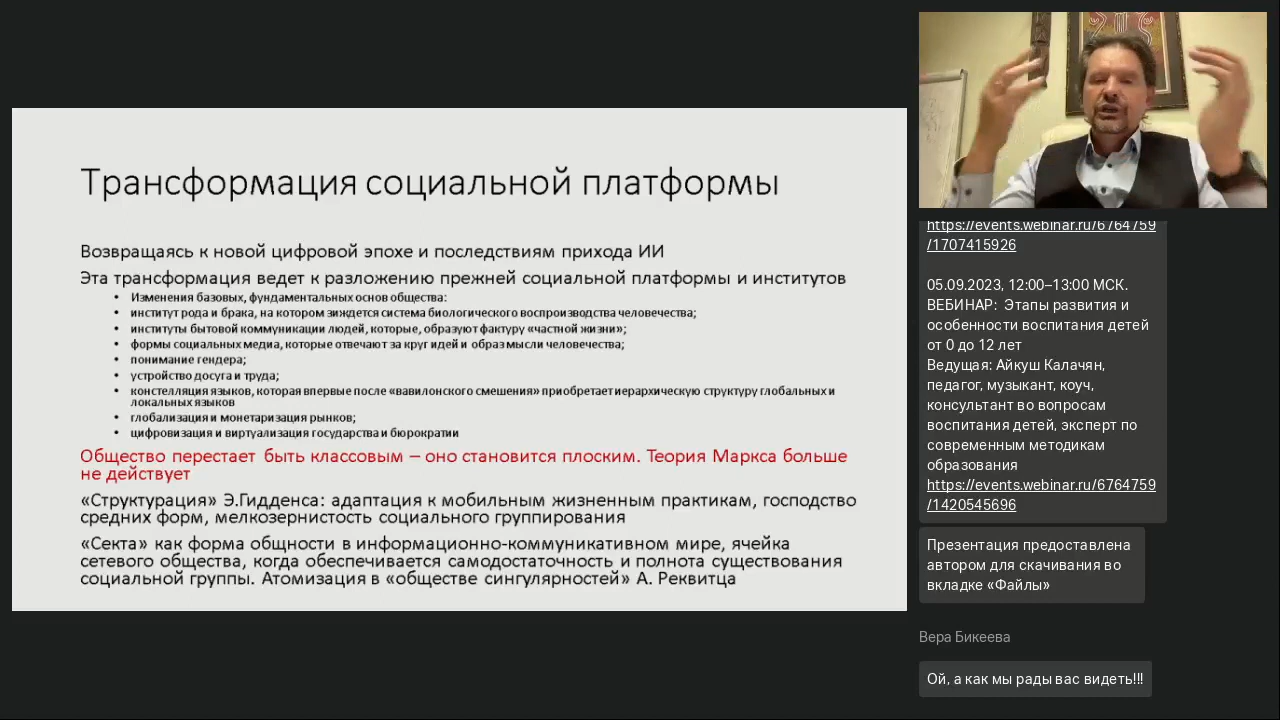 Трансформация социальной платформы
Возвращаясь к новой цифровой эпохе и последствиям прихода ИИ
Эта трансформация ведет к разложению прежней социальной платформы и институтов
• Изменения базовых, фундаментальных основ общества:
• институт рода и брака, на котором зиждется система биологического воспроизводства человечества;
• институты бытовой коммуникации людей, которые, образуют фактуру «частной жизни»;
• формы социальных медиа, которые отвечают за круг идей и образ мысли человечества;
• понимание гендера;
• устройство досуга и труда;
• констелляция языков, которая впервые после «вавилонского смешения» приобретает иерархическую структуру глобальных и
локальных языков
• глобализация и монетаризация рынков;
• цифровизация и виртуализация государства и бюрократии
Общество перестает быть классовым – оно становится плоским. Теория Маркса больше
не действует
«Структурация» Э.Гидденса: адаптация к мобильным жизненным практикам, господство
средних форм, мелкозернистость социального группирования
«Секта» как форма общности в информационно-коммуникативном мире, ячейка
сетевого общества, когда обеспечивается самодостаточность и полнота существования
социальной группы. Атомизация в «обществе сингулярностей» А. Реквитца
https://events.webinar.ru/6764759
/1707415926
05.09.2023, 12:00–13:00 МСК.
ВЕБИНАР: Этапы развития и
особенности воспитания детей
от 0 до 12 лет
Ведущая: Айкуш Калачян,
педагог, музыкант, коуч,
консультант во вопросам
воспитания детей, эксперт по
современным методикам
образования
https://events.webinar.ru/6764759
/1420545696
Презентация предоставлена
автором для скачивания во
вкладке «Файлы»
Вера Бикеева
Ой, а как мы рады вас видеть!!!